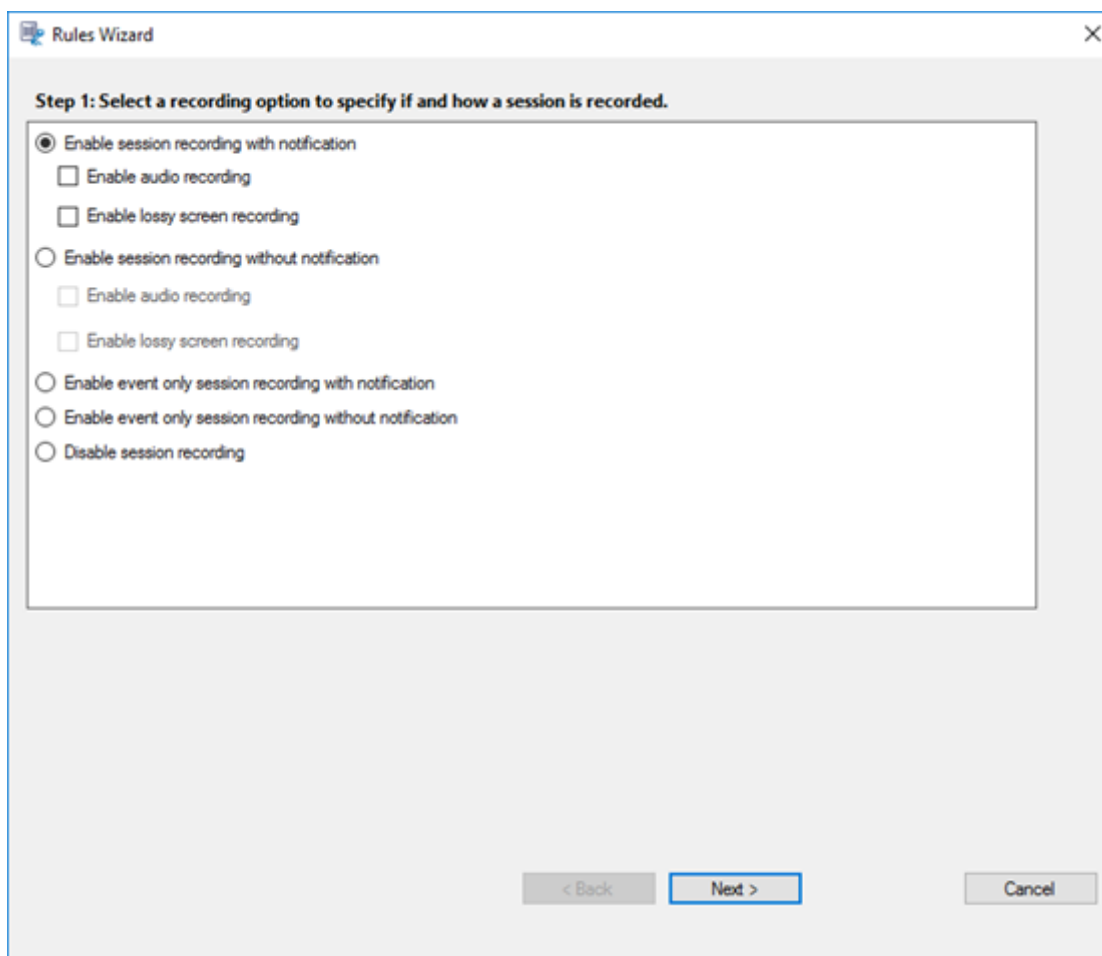 Rules Wizard
Step 1: Select a recording option to specify if and how a session is recorded.
Enable session recording with notification
Enable audio recording
Enable lossy screen recording
Enable session recording without notification
Enable audio recording
Enable lossy screen recording
Enable event only session recording with notification
Enable event only session recording without notification
Disable session recording
< Back
Next >
Cancel